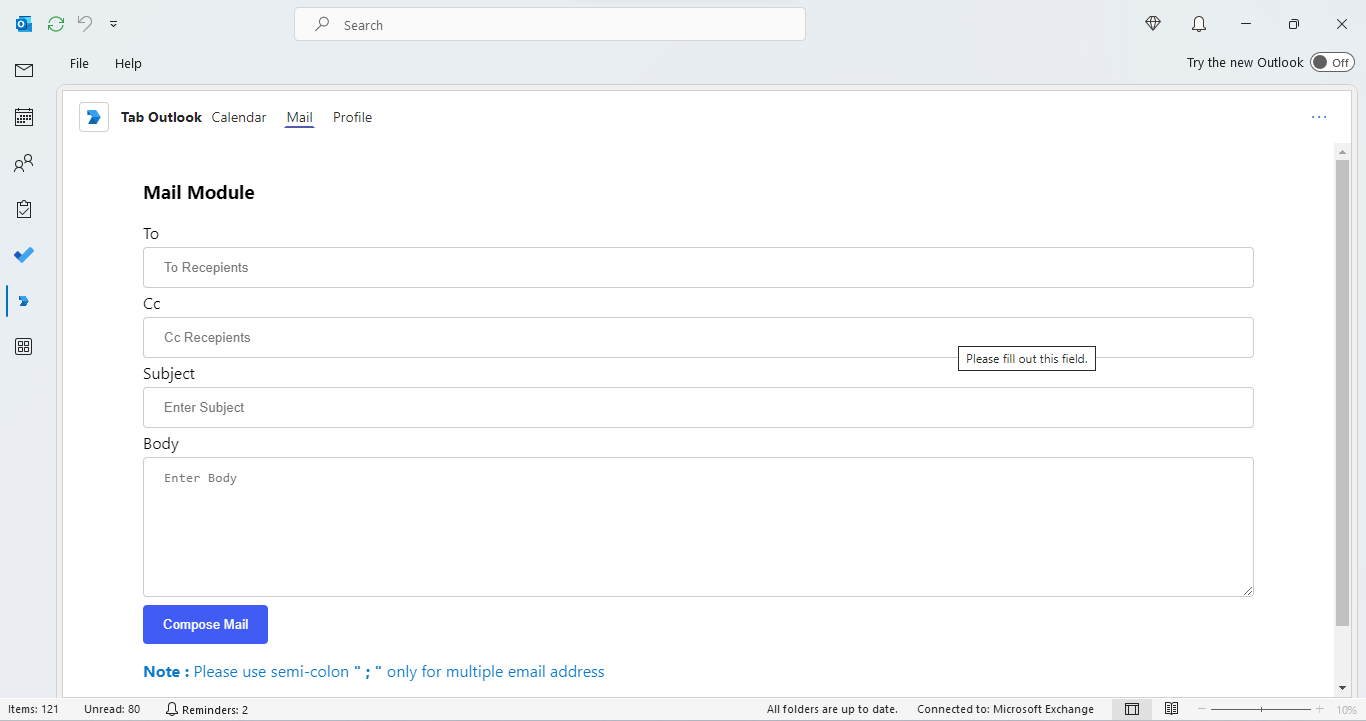 Search
File Help
Try the new Outlook Off
Tab Outlook Calendar Mail Profile
Mail Module
To
To Recepients
Cc
Cc Recepients
Please fill out this field.
Subject
Enter Subject
Body
Enter Body
Compose Mail
Note : Please use semi-colon " ; " only for multiple email address
Items: 121 Unread: 80 Reminders: 2 All folders are up to date. Connected to: Microsoft Exchange 10%